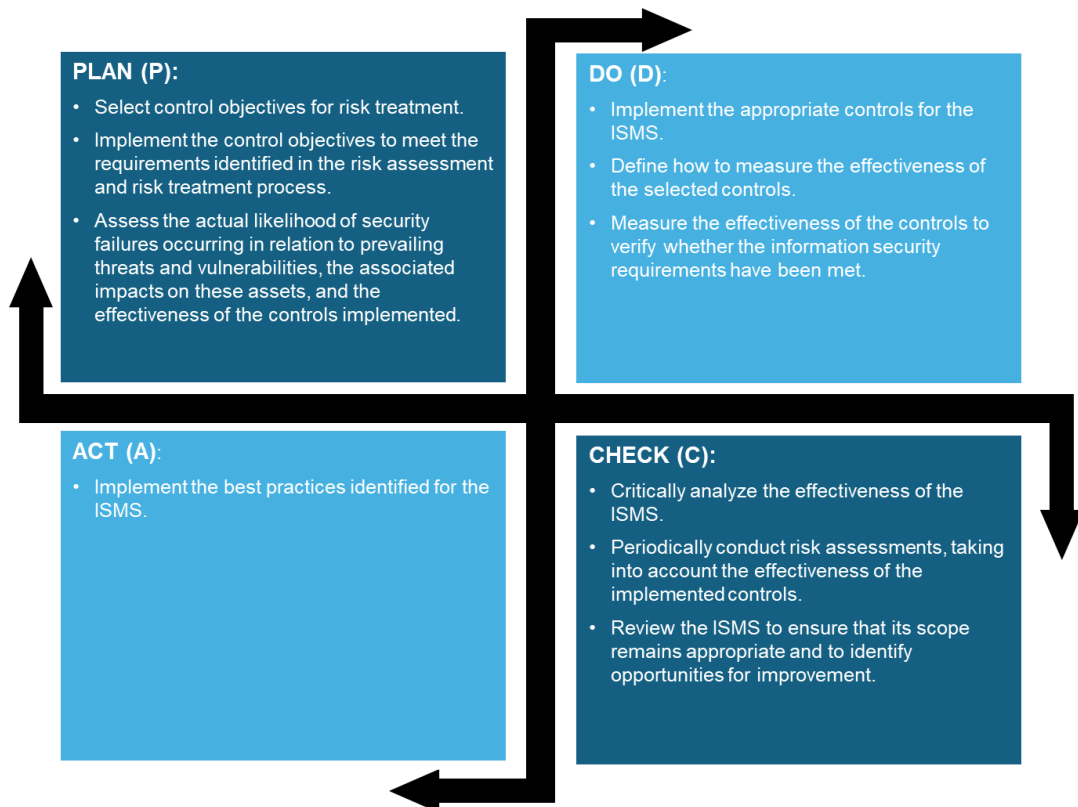 PLAN (P):
• Select control objectives for risk treatment.
• Implement the control objectives to meet the
requirements identified in the risk assessment
and risk treatment process.
• Assess the actual likelihood of security
failures occurring in relation to prevailing
threats and vulnerabilities, the associated
impacts on these assets, and the
effectiveness of the controls implemented.
DO (D):
• Implement the appropriate controls for the
ISMS.
• Define how to measure the effectiveness of
the selected controls.
• Measure the effectiveness of the controls to
verify whether the information security
requirements have been met.
ACT (A):
• Implement the best practices identified for the
ISMS.
CHECK (C):
• Critically analyze the effectiveness of the
ISMS.
• Periodically conduct risk assessments, taking
into account the effectiveness of the
implemented controls.
• Review the ISMS to ensure that its scope
remains appropriate and to identify
opportunities for improvement.